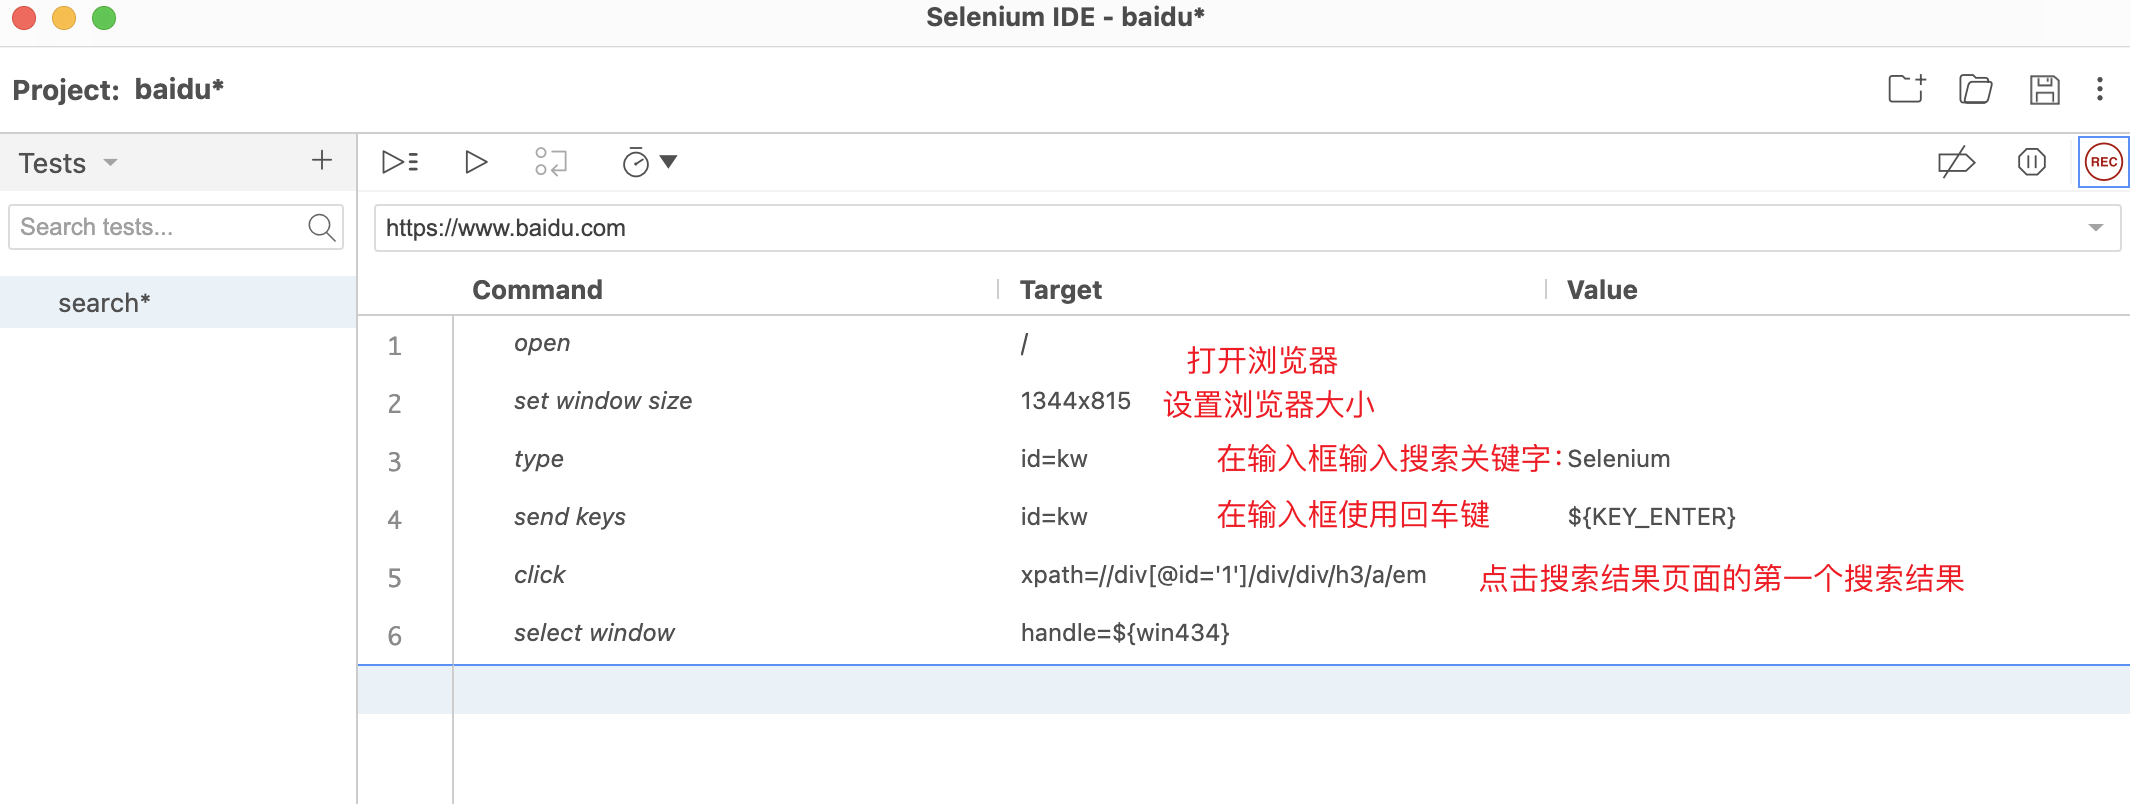 Selenium IDE - baidu*
Project: baidu*
Tests
REC
Search tests...
https://www.baidu.com
search*
Command Target Value
1 open / 打开浏览器
2 set window size 1344x815 设置浏览器大小
3 type id=kw 在输入框输入搜索关键字: Selenium
4 send keys id=kw 在输入框使用回车键 ${KEY_ENTER}
5 click xpath=//div[@id='1']/div/div/h3/a/em 点击搜索结果页面的第一个搜索结果
6 select window handle=${win434}